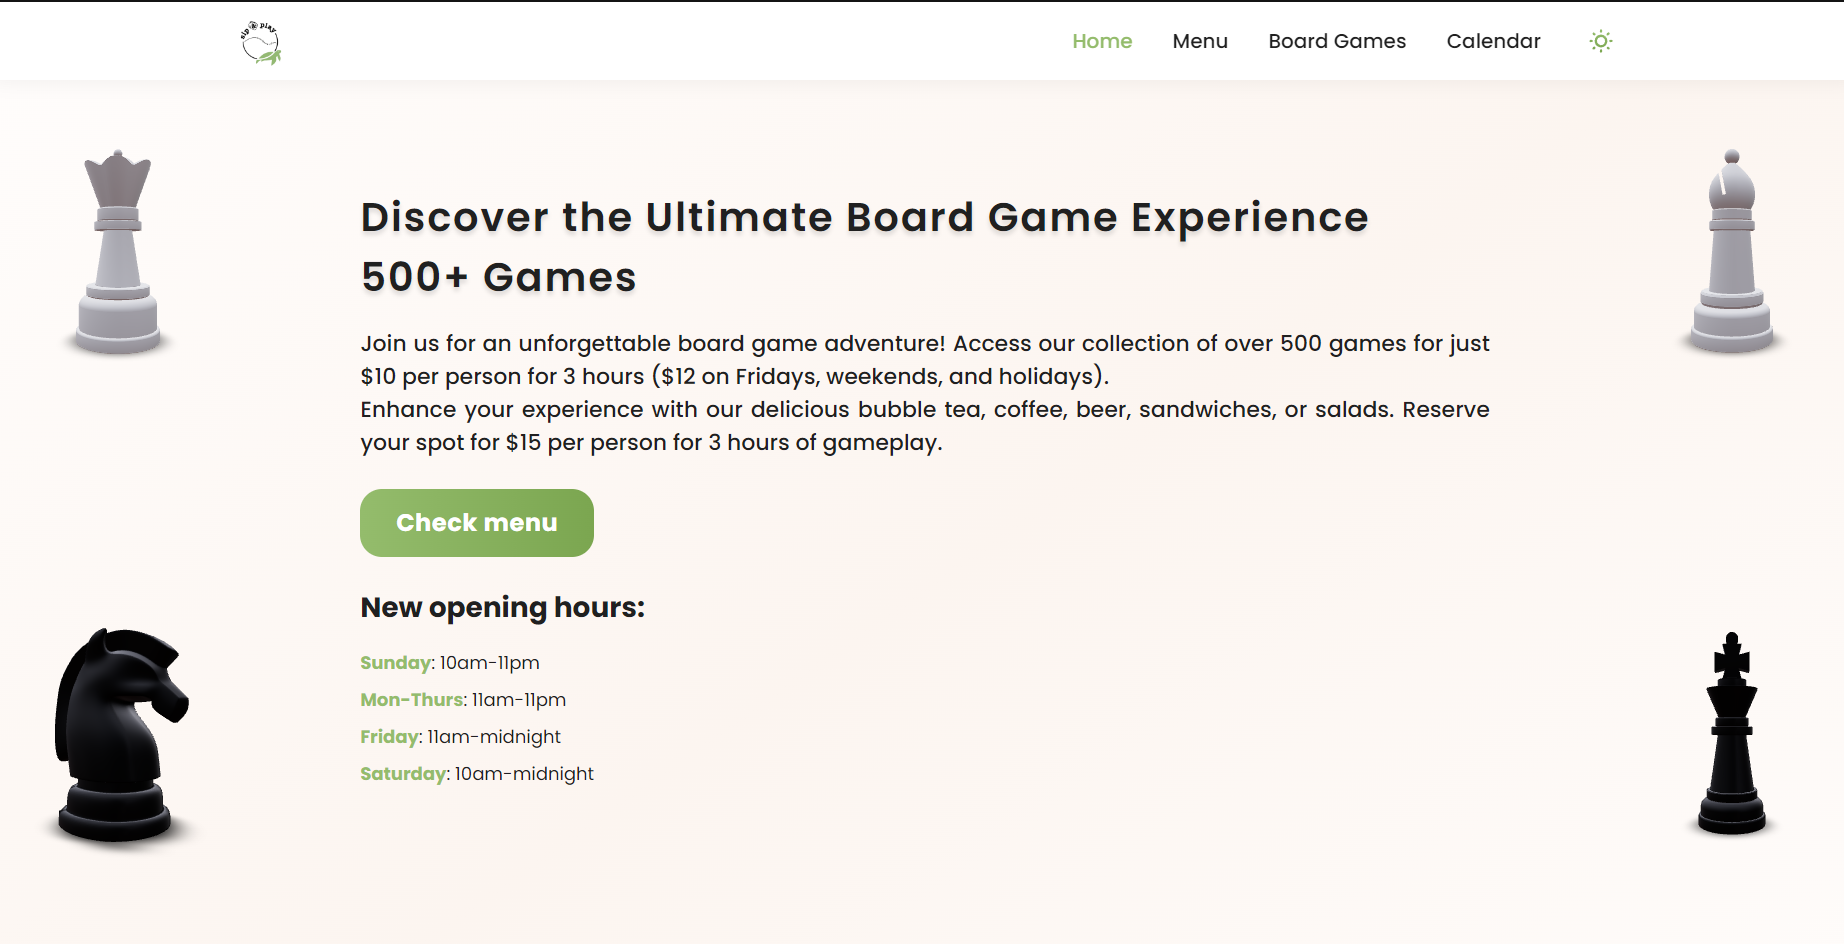 sip & play
Home
Menu
Board Games
Calendar
Discover the Ultimate Board Game Experience
500+ Games
Join us for an unforgettable board game adventure! Access our collection of over 500 games for just
$10 per person for 3 hours ($12 on Fridays, weekends, and holidays).
Enhance your experience with our delicious bubble tea, coffee, beer, sandwiches, or salads. Reserve
your spot for $15 per person for 3 hours of gameplay.
Check menu
New opening hours:
Sunday: 10am-11pm
Mon-Thurs: 11am-11pm
Friday: 11am-midnight
Saturday: 10am-midnight